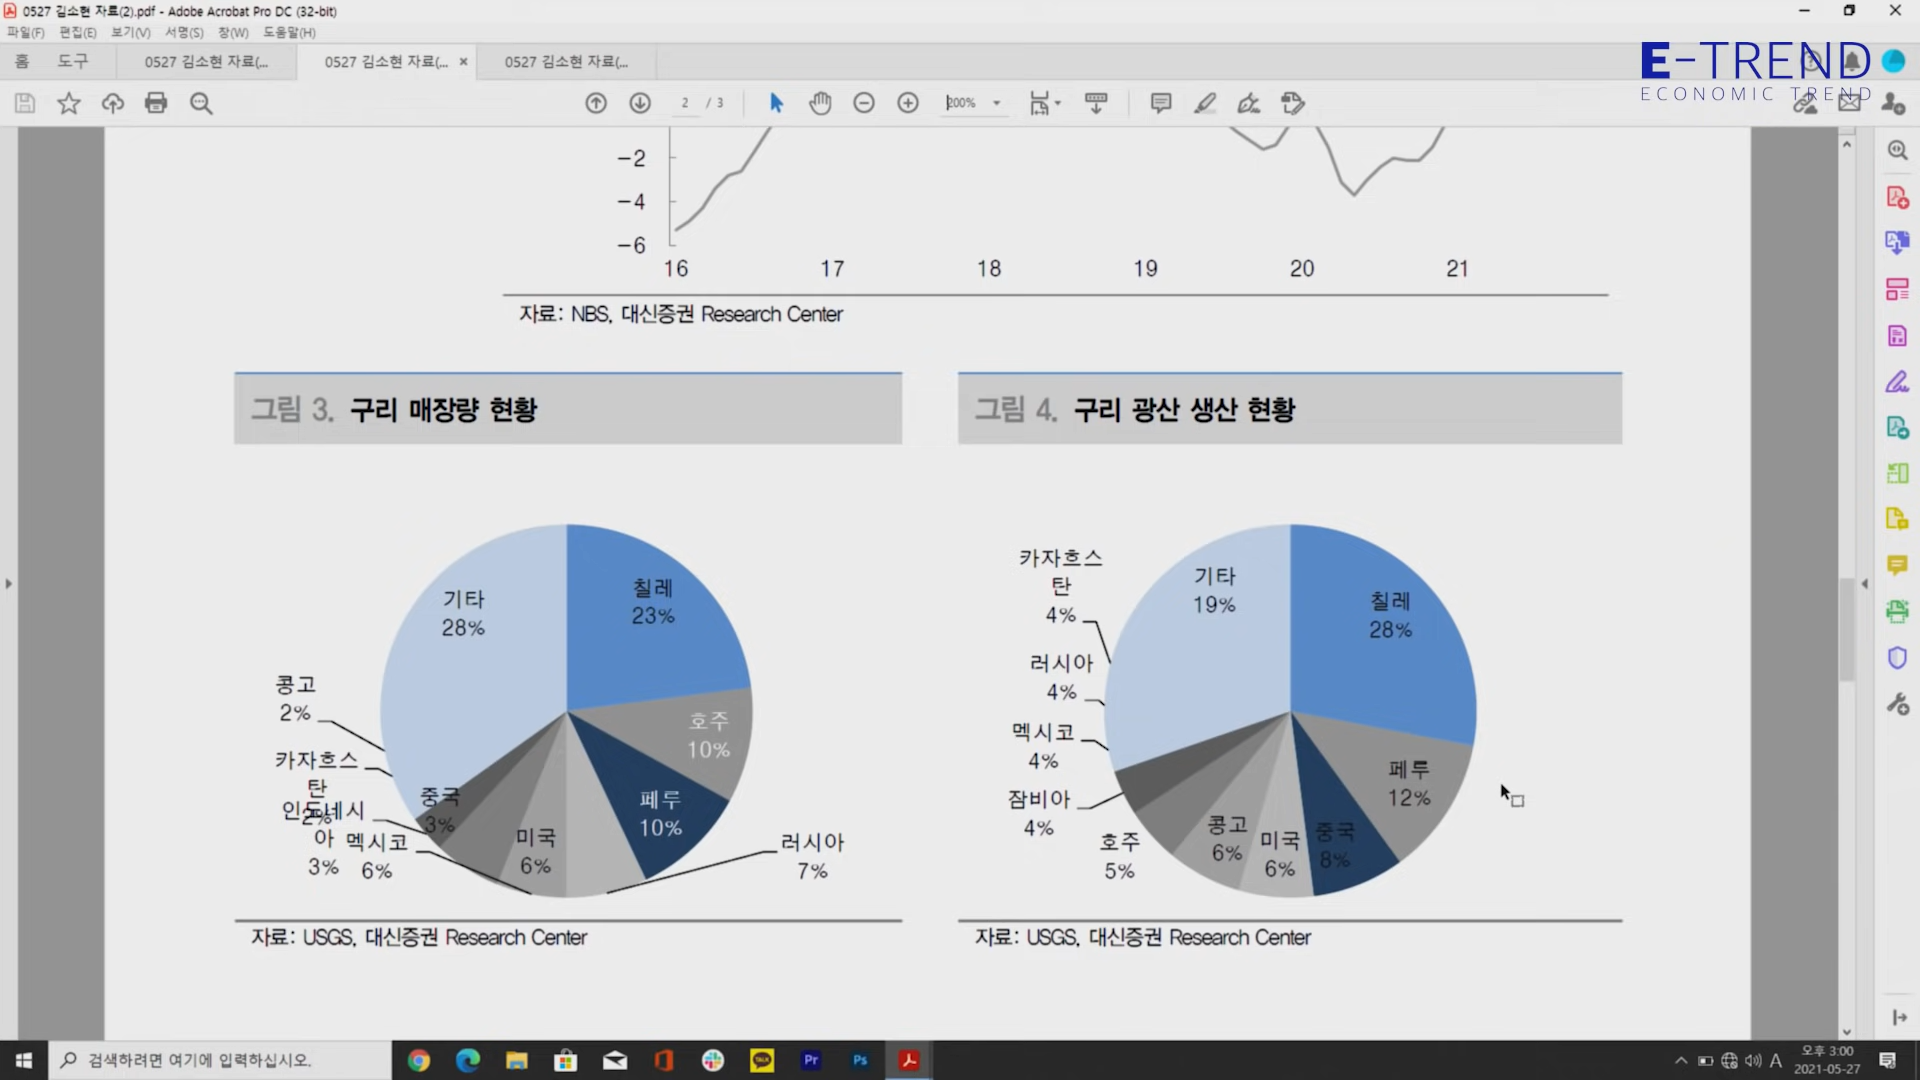 0527 김소현 자료(2).pdf - Adobe Acrobat Pro DC (32-bit)
파일(F) 편집(E) 보기(V) 서명(S) 창(W) 도움말(H)
홈 도구 0527 김소현 자료(... 0527 김소현 자료(... × 0527 김소현 자료(...
E-TREND
ECONOMIC TREND
2 / 3 200%
-2
-4
-6
16 17 18 19 20 21
자료: NBS, 대신증권 Research Center
그림 3. 구리 매장량 현황
기타
28%
칠레
23%
호주
10%
페루
10%
러시아
7%
미국
6%
멕시코
6%
중국
3%
인도네시
아
3%
카자흐스
탄
2%
콩고
2%
자료: USGS, 대신증권 Research Center
그림 4. 구리 광산 생산 현황
기타
19%
칠레
28%
페루
12%
중국
8%
미국
6%
콩고
6%
호주
5%
잠비아
4%
멕시코
4%
러시아
4%
카자흐스
탄
4%
자료: USGS, 대신증권 Research Center
검색하려면 여기에 입력하십시오.
TALK
Pr
Ps
A
오후 3:00
2021-05-27